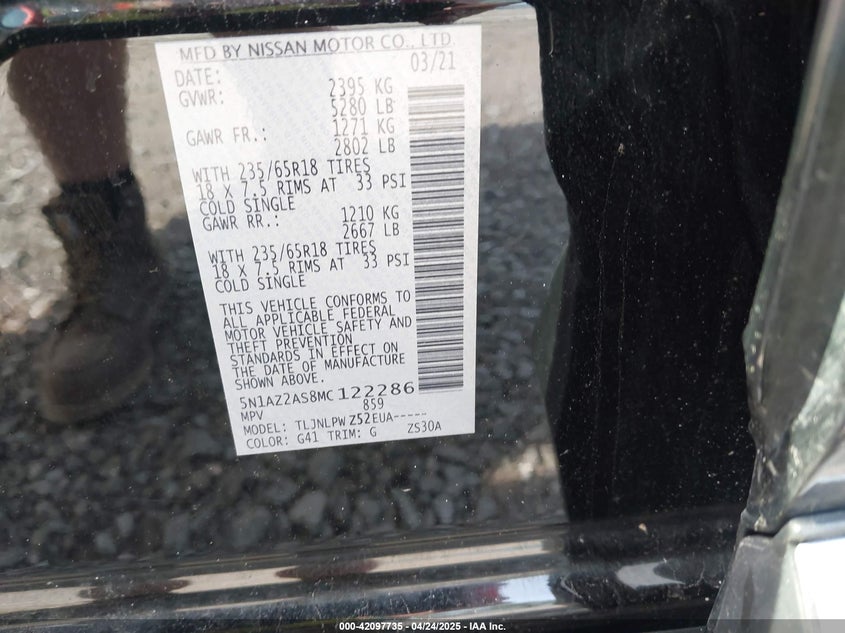 MFD BY NISSAN MOTOR CO., LTD.
DATE: 03/21
GVWR: 2395 KG
5280 LB
GAWR FR.: 1271 KG
2802 LB
WITH 235/65R18 TIRES
18 X 7.5 RIMS AT 33 PSI
COLD SINGLE
GAWR RR.: 1210 KG
2667 LB
WITH 235/65R18 TIRES
18 X 7.5 RIMS AT 33 PSI
COLD SINGLE
THIS VEHICLE CONFORMS TO
ALL APPLICABLE FEDERAL
MOTOR VEHICLE SAFETY AND
THEFT PREVENTION
STANDARDS IN EFFECT ON
THE DATE OF MANUFACTURE
SHOWN ABOVE.
5N1AZ2AS8MC 122286
MPV 859
MODEL: TLJNLPW Z52EUA-----
COLOR: G41 TRIM: G ZS30A
000-42097735 - 04/24/2025 - IAA Inc.